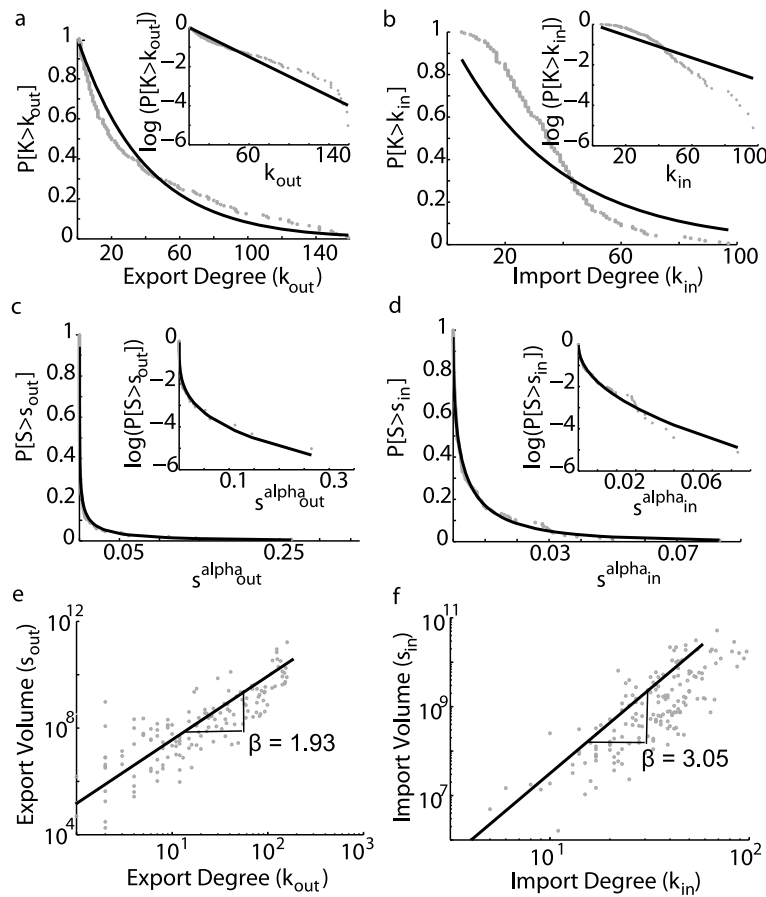 a
P[K>k_out]
1
0.8
0.6
0.4
0.2
0
20
60
100
140
Export Degree (k_out)
log (P[K>k_out])
0
−2
−4
−6
60
140
k_out
b
P[K>k_in]
1
0.8
0.6
0.4
0.2
0
20
60
100
Import Degree (k_in)
log (P[K>k_in])
0
−2
−4
−6
20
60
100
k_in
c
P[S>s_out]
1
0.8
0.6
0.4
0.2
0
0.05
0.25
s^alpha_out
log(P[S>s_out])
0
−2
−4
−6
0.1
0.3
s^alpha_out
d
P[S>s_in]
1
0.8
0.6
0.4
0.2
0
0.03
0.07
s^alpha_in
log(P[S>s_in])
0
−2
−4
−6
0.02
0.06
s^alpha_in
e
Export Volume (s_out)
10^12
10^8
10^4
β = 1.93
10^1
10^2
10^3
Export Degree (k_out)
f
Import Volume (s_in)
10^11
10^9
10^7
β = 3.05
10^1
10^2
Import Degree (k_in)